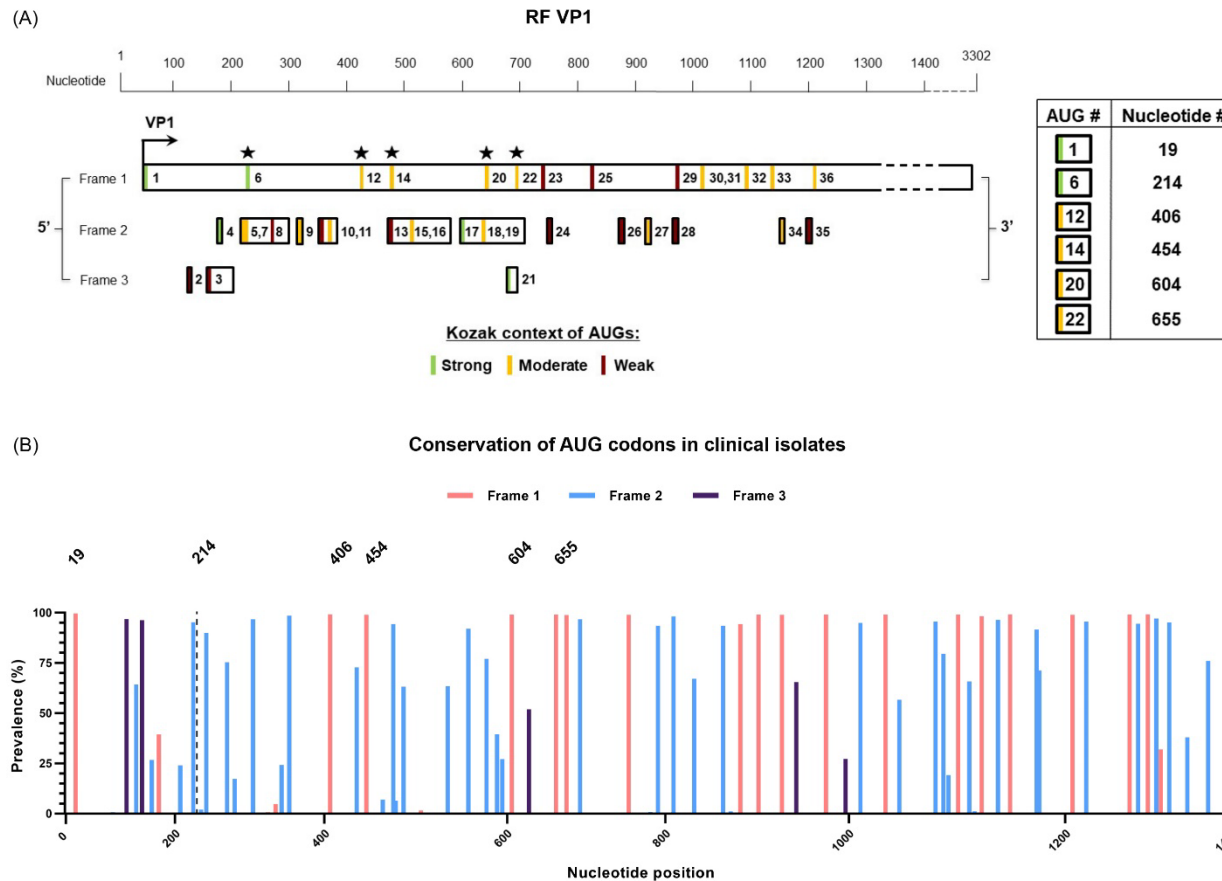 (A)
RF VP1
1 100 200 300 400 500 600 700 800 900 1000 1100 1200 1300 1400 3302
Nucleotide
VP1
★ ★ ★ ★ ★
5’ 3’
Frame 1 1 6 12 14 20 22 23 25 29 30,31 32 33 36
Frame 2 4 5,7 8 9 10,11 13 15,16 17 18,19 24 26 27 28 34 35
Frame 3 2 3 21
Kozak context of AUGs:
Strong Moderate Weak
AUG # Nucleotide #
1 19
6 214
12 406
14 454
20 604
22 655
(B)
Conservation of AUG codons in clinical isolates
Frame 1 Frame 2 Frame 3
19 214 406 454 604 655
Prevalence (%)
100
75
50
25
0
0 200 400 600 800 1000 1200
Nucleotide position